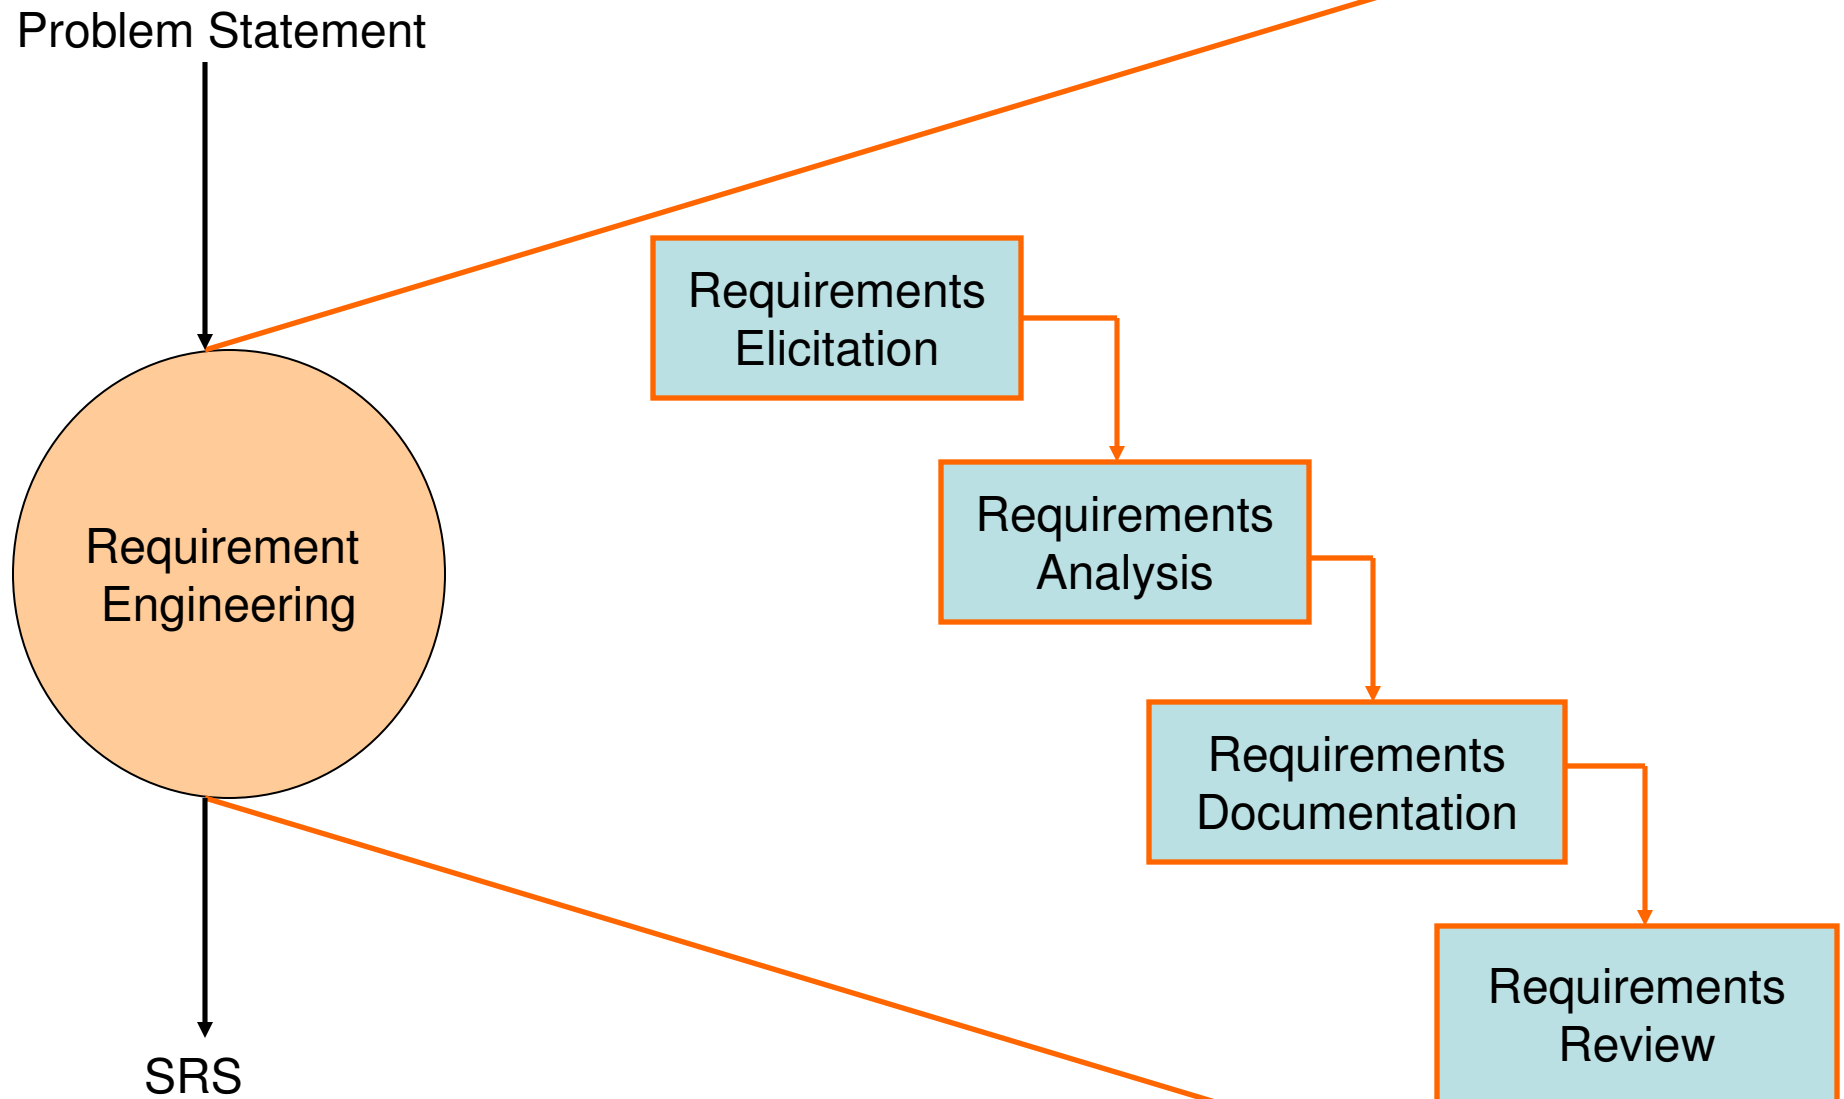 Problem Statement
Requirements
Elicitation
Requirements
Analysis
Requirement
Engineering
Requirements
Documentation
Requirements
Review
SRS